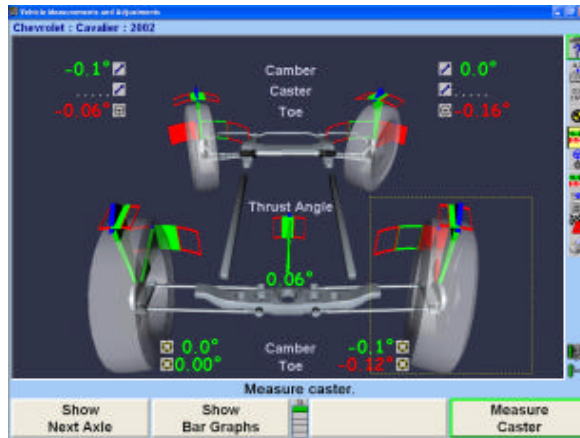 Vehicle Measurements and Adjustments
Chevrolet : Cavalier : 2002
-0.1° Camber 0.0°
..... Caster .....
-0.06° Toe -0.16°
Thrust Angle
0.06°
0.0° Camber -0.1°
0.00° Toe -0.12°
Measure caster.
Show Next Axle
Show Bar Graphs
Measure Caster